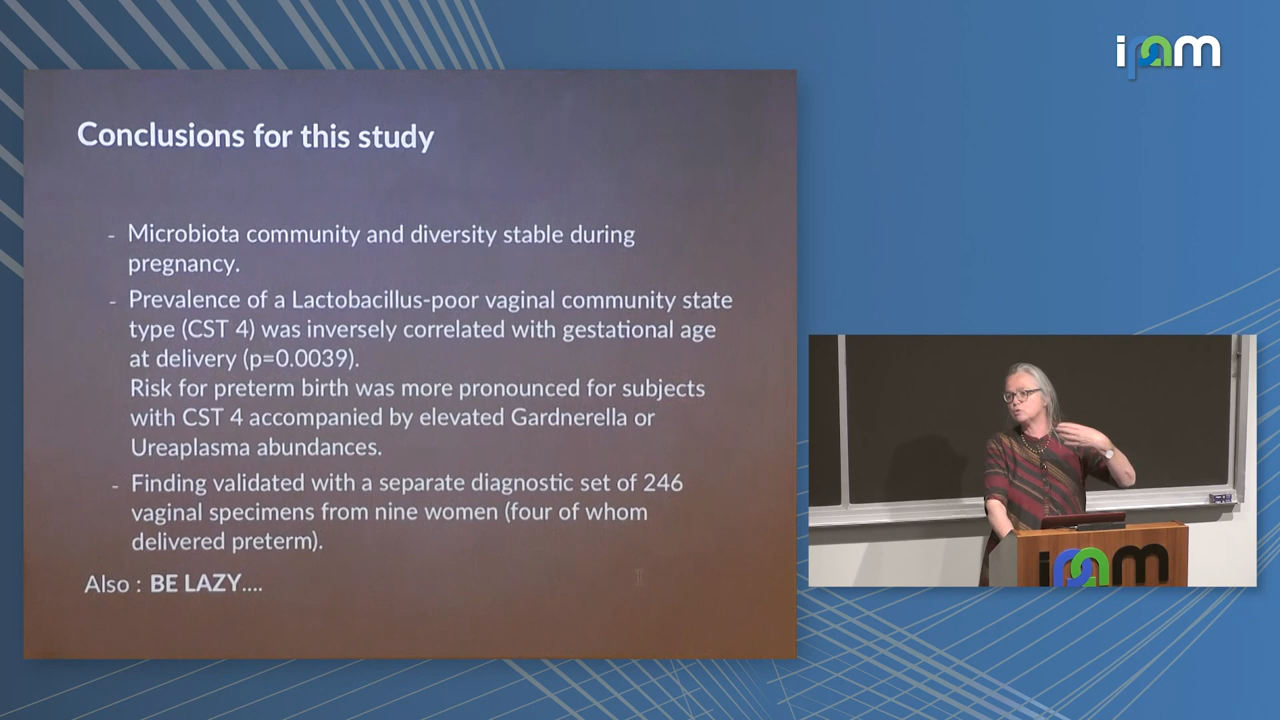 ipam
Conclusions for this study
- Microbiota community and diversity stable during
pregnancy.
- Prevalence of a Lactobacillus-poor vaginal community state
type (CST 4) was inversely correlated with gestational age
at delivery (p=0.0039).
Risk for preterm birth was more pronounced for subjects
with CST 4 accompanied by elevated Gardnerella or
Ureaplasma abundances.
- Finding validated with a separate diagnostic set of 246
vaginal specimens from nine women (four of whom
delivered preterm).
Also : BE LAZY....
ipam